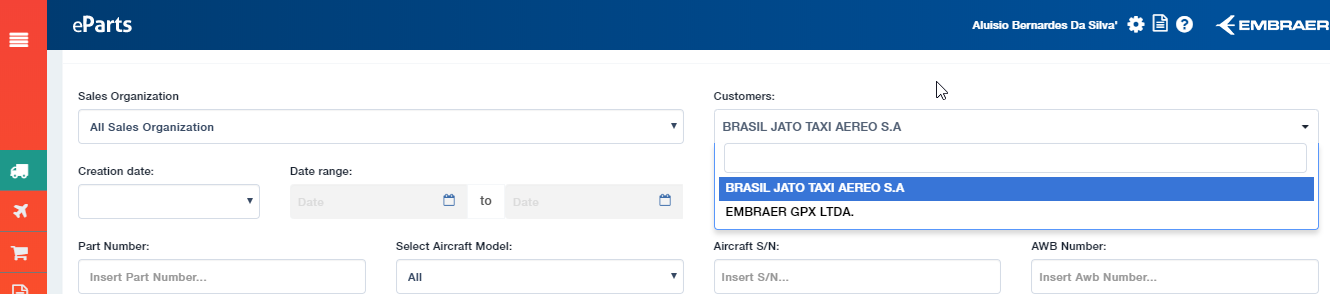 eParts
Aluisio Bernardes Da Silva'
EMBRAER
Sales Organization
All Sales Organization
Customers:
BRASIL JATO TAXI AEREO S.A
BRASIL JATO TAXI AEREO S.A
EMBRAER GPX LTDA.
Creation date:
Date range:
Date
to
Date
Part Number:
Insert Part Number...
Select Aircraft Model:
All
Aircraft S/N:
Insert S/N...
AWB Number:
Insert Awb Number...